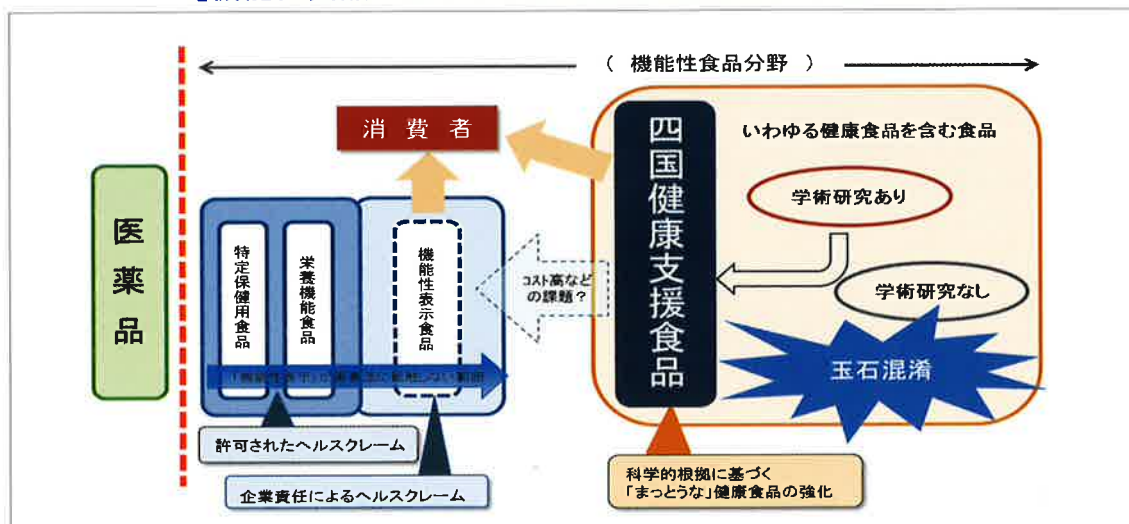 （ 機能性食品分野 ）
消費者
いわゆる健康食品を含む食品
四国健康支援食品
学術研究あり
医薬品
特定保健用食品
栄養機能食品
機能性表示食品
コスト高など
の課題？
学術研究なし
玉石混淆
許可されたヘルスクレーム
企業責任によるヘルスクレーム
科学的根拠に基づく
「まっとうな」健康食品の強化